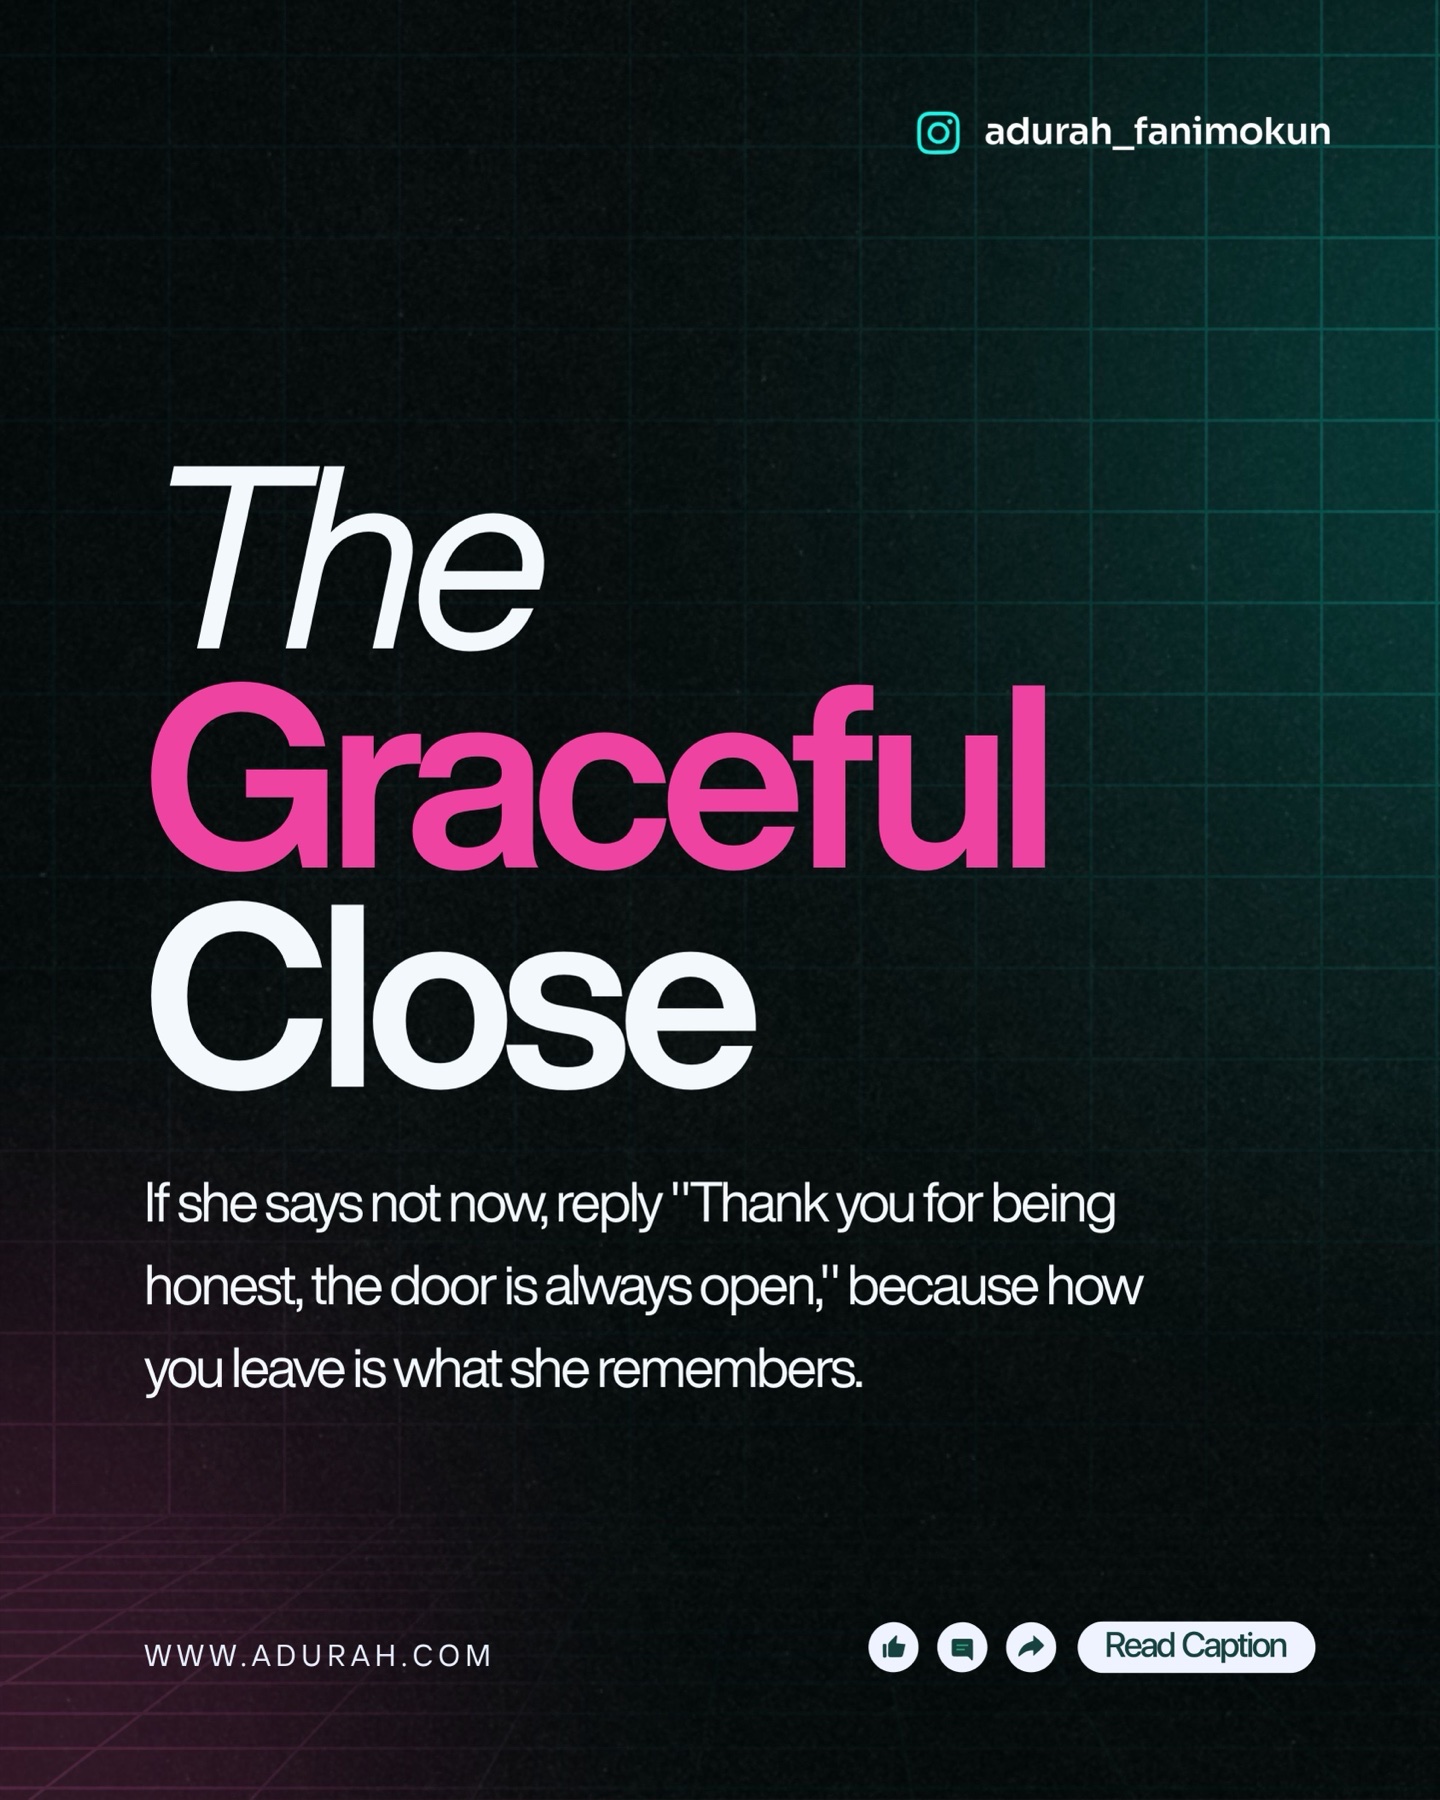 adurah_fanimokun
The
Graceful
Close
If she says not now, reply "Thank you for being
honest, the door is always open," because how
you leave is what she remembers.
WWW.ADURAH.COM
Read Caption